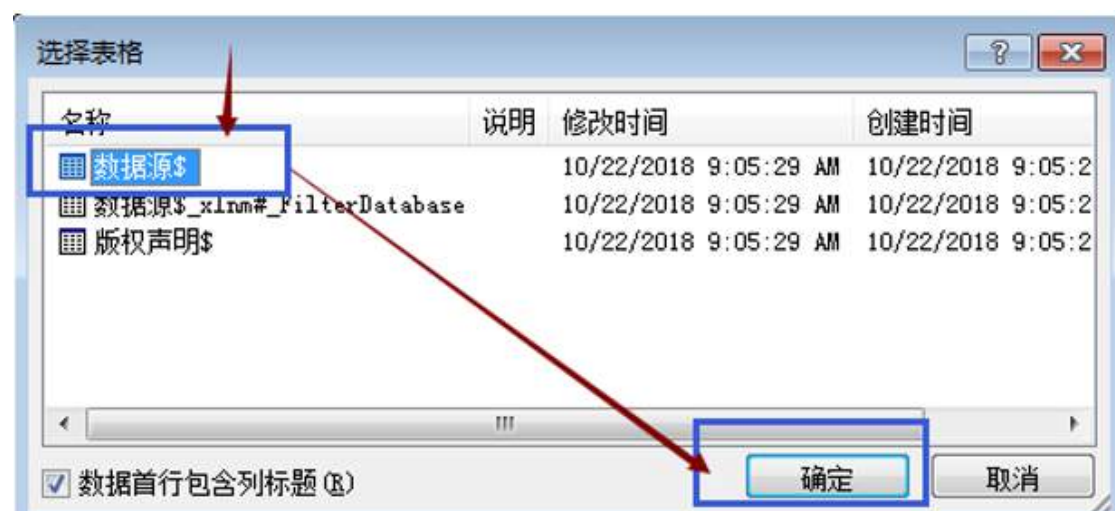 选择表格
名称 说明 修改时间 创建时间
数据源$ 10/22/2018 9:05:29 AM 10/22/2018 9:05:2
数据源$_xlnm#_FilterDatabase 10/22/2018 9:05:29 AM 10/22/2018 9:05:2
版权声明$ 10/22/2018 9:05:29 AM 10/22/2018 9:05:2
数据首行包含列标题(R) 确定 取消